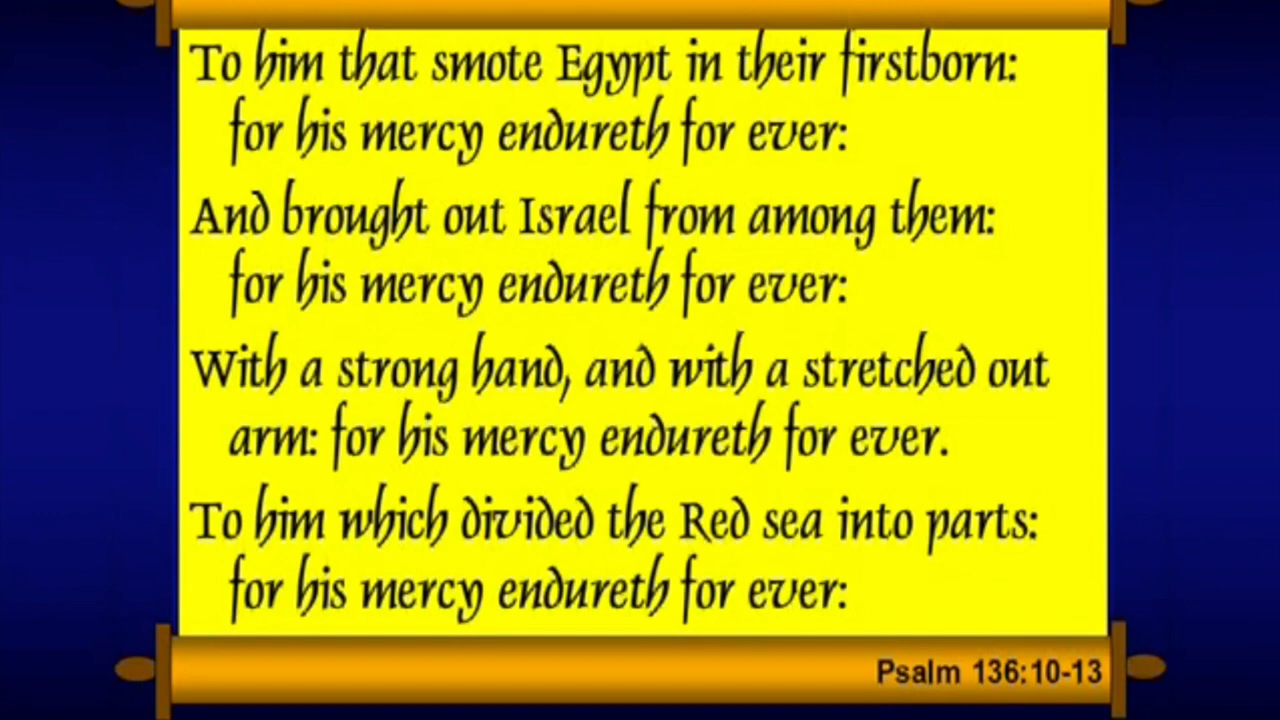 To him that smote Egypt in their firstborn:
for his mercy endureth for ever:
And brought out Israel from among them:
for his mercy endureth for ever:
With a strong hand, and with a stretched out
arm: for his mercy endureth for ever.
To him which divided the Red sea into parts:
for his mercy endureth for ever:
Psalm 136:10-13